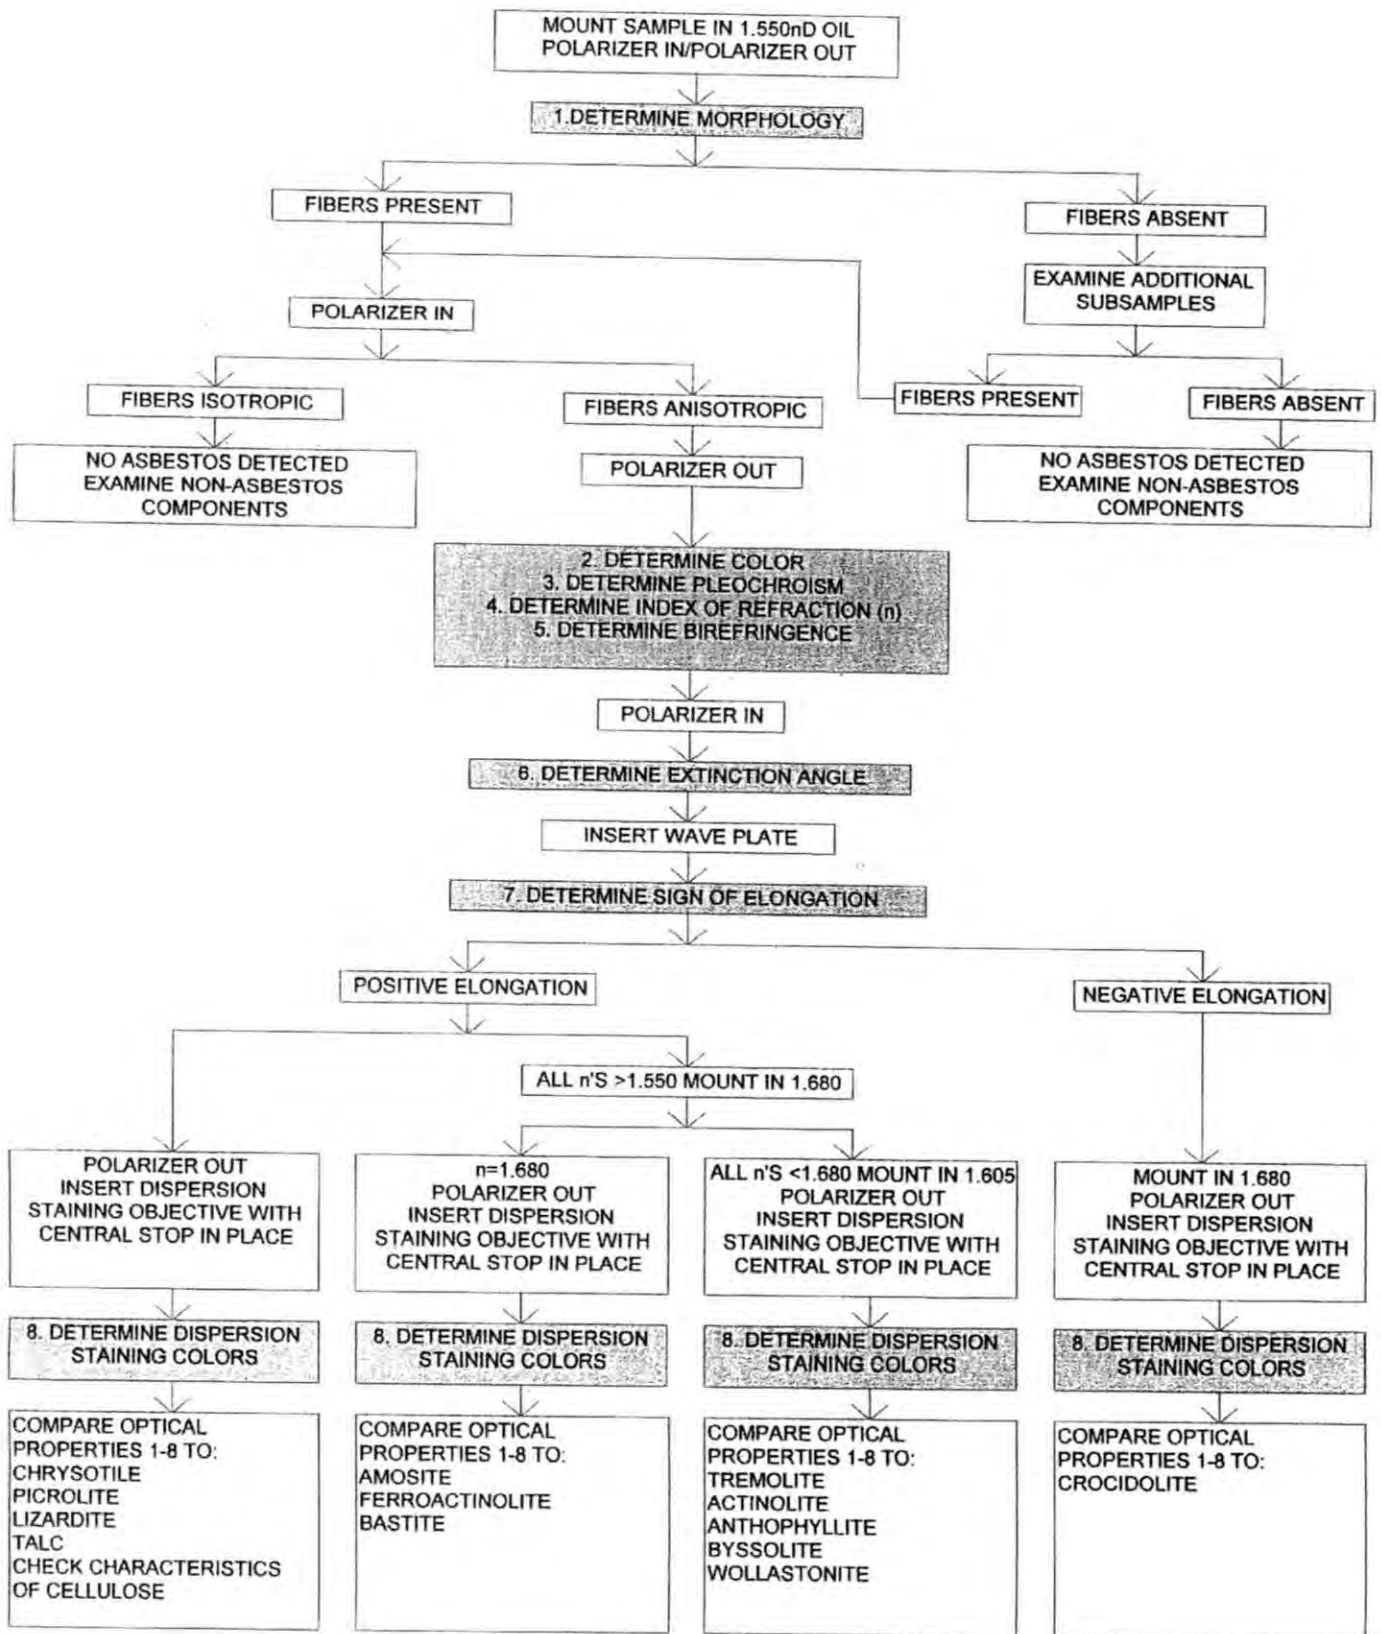 MOUNT SAMPLE IN 1.550nD OIL
POLARIZER IN/POLARIZER OUT
1.DETERMINE MORPHOLOGY
FIBERS PRESENT
FIBERS ABSENT
EXAMINE ADDITIONAL
SUBSAMPLES
POLARIZER IN
FIBERS ISOTROPIC
FIBERS ANISOTROPIC
FIBERS PRESENT
FIBERS ABSENT
NO ASBESTOS DETECTED
EXAMINE NON-ASBESTOS
COMPONENTS
POLARIZER OUT
NO ASBESTOS DETECTED
EXAMINE NON-ASBESTOS
COMPONENTS
2. DETERMINE COLOR
3. DETERMINE PLEOCHROISM
4. DETERMINE INDEX OF REFRACTION (n)
5. DETERMINE BIREFRINGENCE
POLARIZER IN
6. DETERMINE EXTINCTION ANGLE
INSERT WAVE PLATE
7. DETERMINE SIGN OF ELONGATION
POSITIVE ELONGATION
NEGATIVE ELONGATION
ALL n'S >1.550 MOUNT IN 1.680
POLARIZER OUT
INSERT DISPERSION
STAINING OBJECTIVE WITH
CENTRAL STOP IN PLACE
n=1.680
POLARIZER OUT
INSERT DISPERSION
STAINING OBJECTIVE WITH
CENTRAL STOP IN PLACE
ALL n'S <1.680 MOUNT IN 1.605
POLARIZER OUT
INSERT DISPERSION
STAINING OBJECTIVE WITH
CENTRAL STOP IN PLACE
MOUNT IN 1.680
POLARIZER OUT
INSERT DISPERSION
STAINING OBJECTIVE WITH
CENTRAL STOP IN PLACE
8. DETERMINE DISPERSION
STAINING COLORS
8. DETERMINE DISPERSION
STAINING COLORS
8. DETERMINE DISPERSION
STAINING COLORS
8. DETERMINE DISPERSION
STAINING COLORS
COMPARE OPTICAL
PROPERTIES 1-8 TO:
CHRYSOTILE
PICROLITE
LIZARDITE
TALC
CHECK CHARACTERISTICS
OF CELLULOSE
COMPARE OPTICAL
PROPERTIES 1-8 TO:
AMOSITE
FERROACTINOLITE
BASTITE
COMPARE OPTICAL
PROPERTIES 1-8 TO:
TREMOLITE
ACTINOLITE
ANTHOPHYLLITE
BYSSOLITE
WOLLASTONITE
COMPARE OPTICAL
PROPERTIES 1-8 TO:
CROCIDOLITE